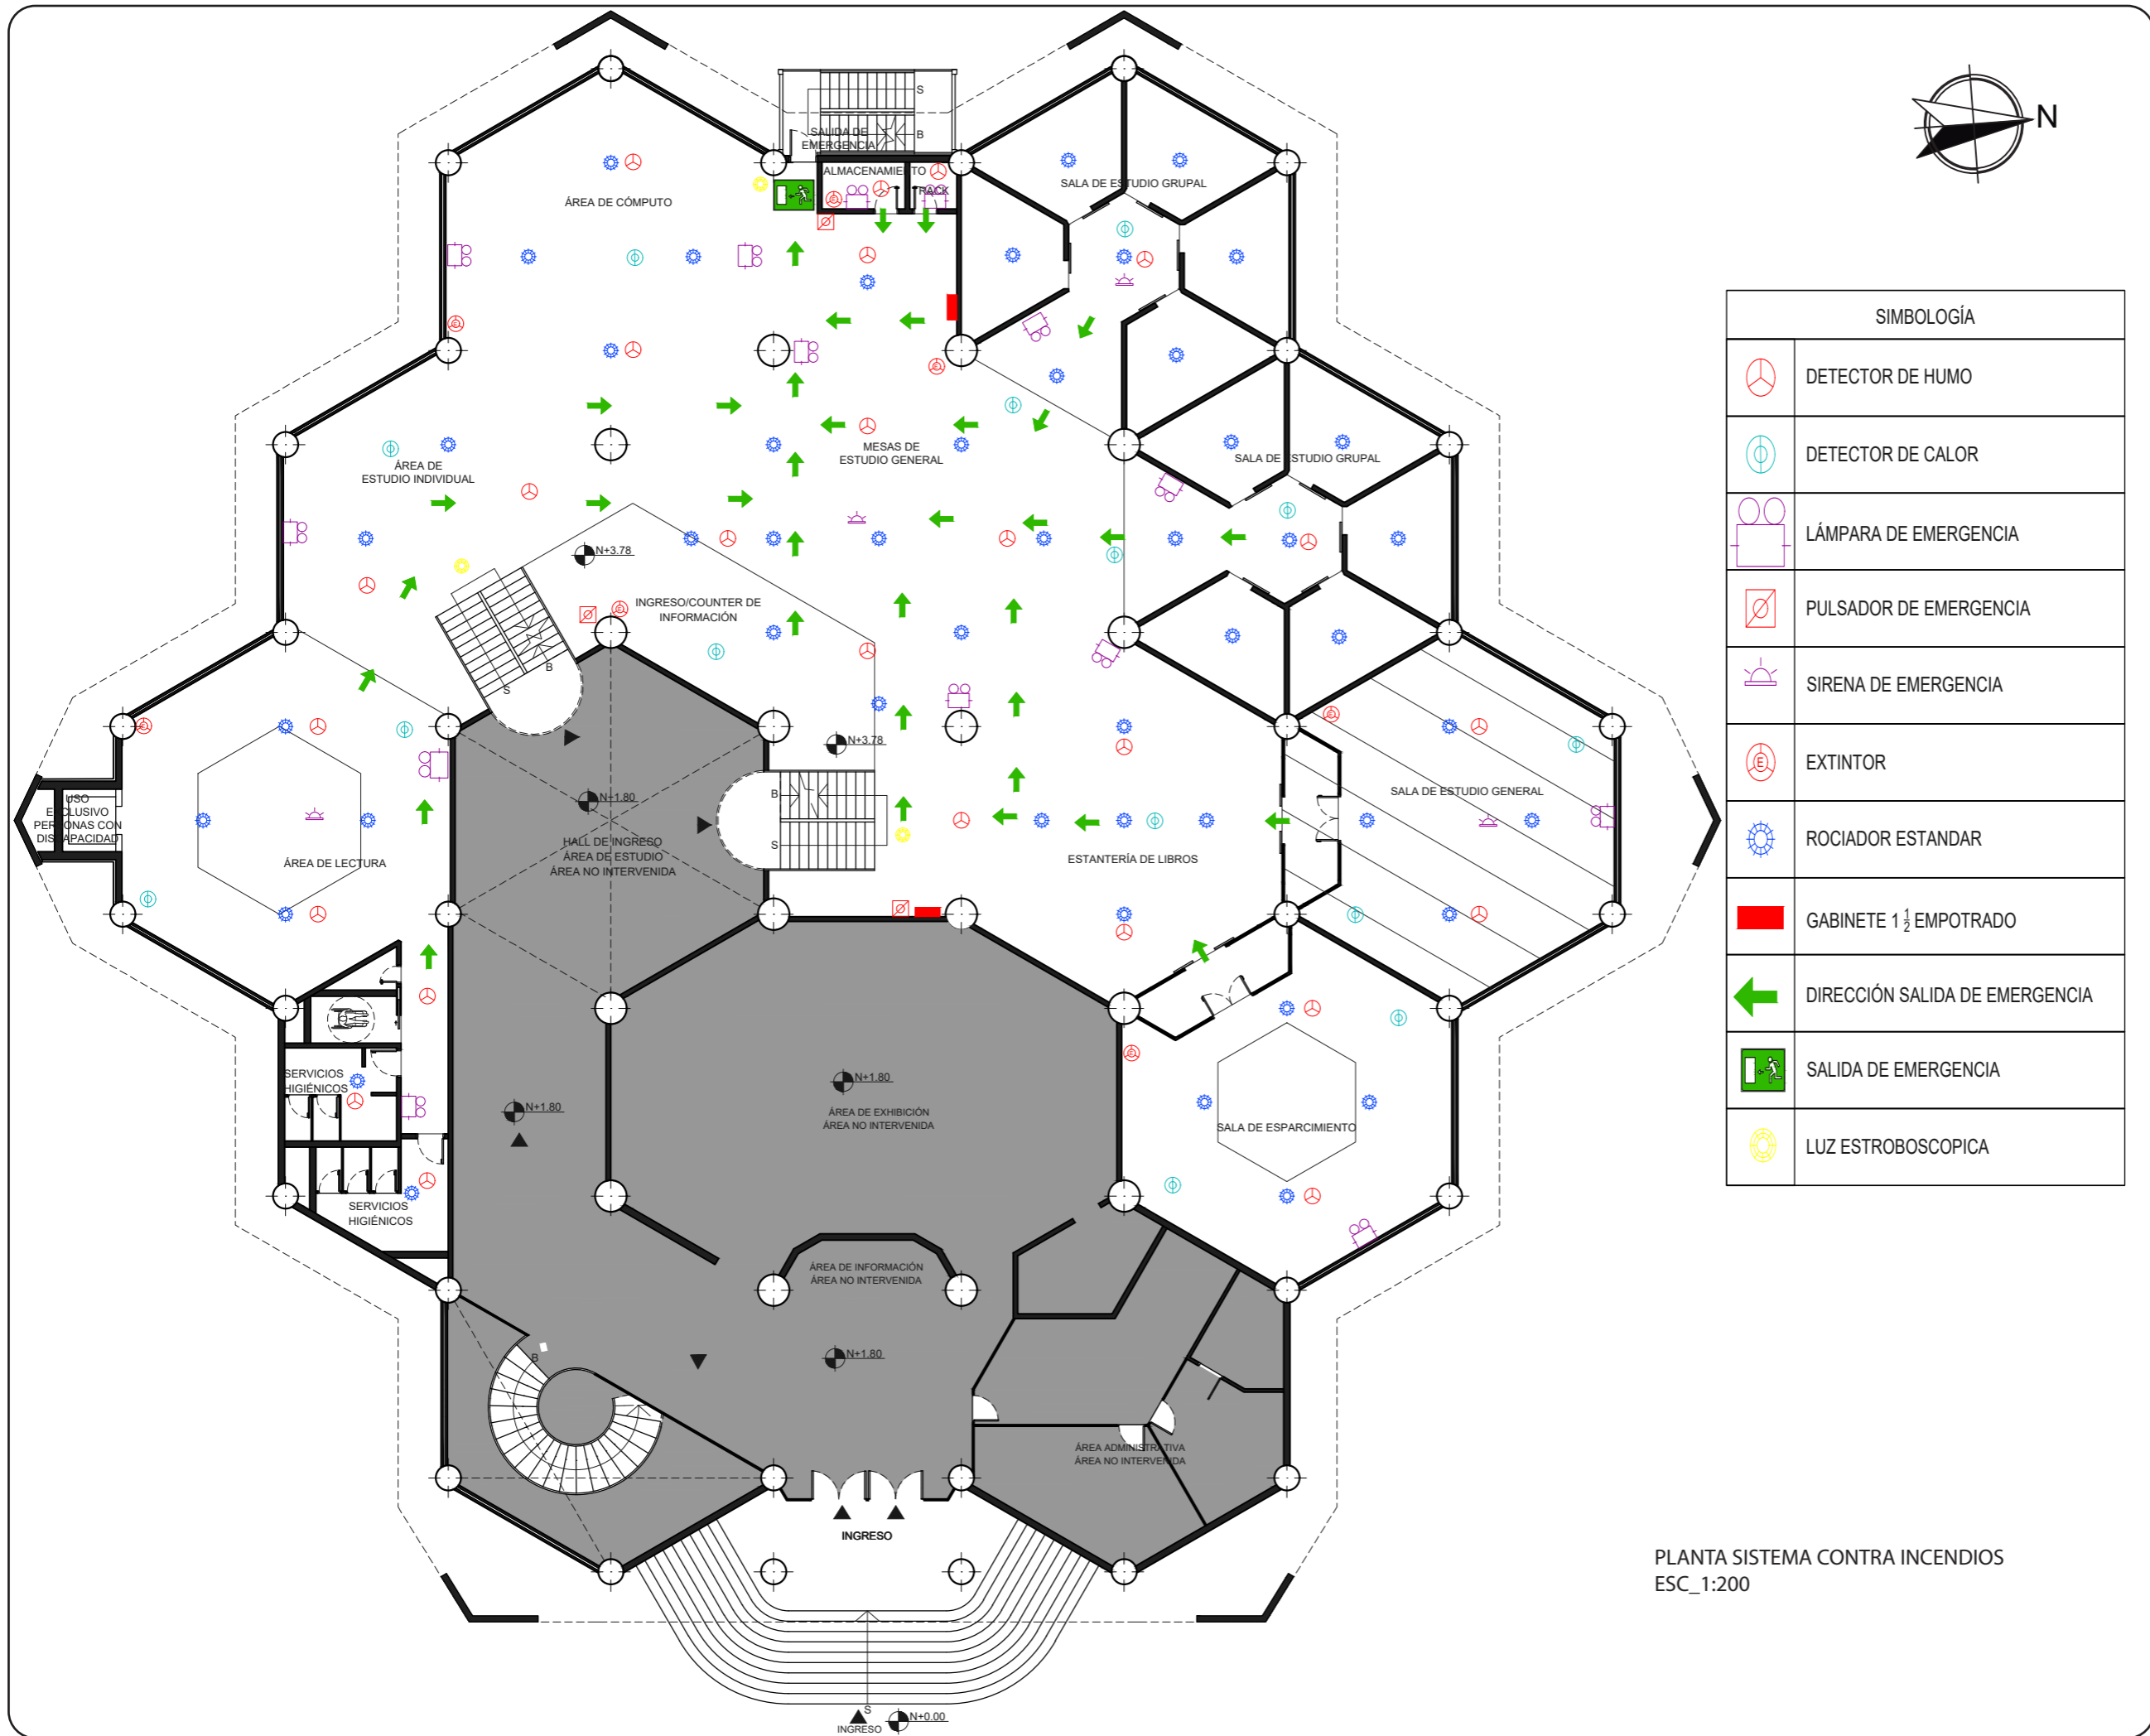 S
B
SALIDA DE
EMERGENCIA
ALMACENAMIENTO
RACK
ÁREA DE CÓMPUTO
SALA DE ESTUDIO GRUPAL
N
SIMBOLOGÍA
DETECTOR DE HUMO
DETECTOR DE CALOR
LÁMPARA DE EMERGENCIA
PULSADOR DE EMERGENCIA
SIRENA DE EMERGENCIA
E
EXTINTOR
ROCIADOR ESTANDAR
GABINETE 1 1/2 EMPOTRADO
DIRECCIÓN SALIDA DE EMERGENCIA
SALIDA DE EMERGENCIA
LUZ ESTROBOSCOPICA
MESAS DE
ESTUDIO GENERAL
SALA DE ESTUDIO GRUPAL
ÁREA DE
ESTUDIO INDIVIDUAL
N+3.78
INGRESO/COUNTER DE
INFORMACIÓN
B
S
N+3.78
N+1.80
B
S
USO
EXCLUSIVO
PERSONAS CON
DISCAPACIDAD
ÁREA DE LECTURA
HALL DE INGRESO
ÁREA DE ESTUDIO
ÁREA NO INTERVENIDA
ESTANTERÍA DE LIBROS
SALA DE ESTUDIO GENERAL
SERVICIOS
HIGIÉNICOS
N+1.80
N+1.80
ÁREA DE EXHIBICIÓN
ÁREA NO INTERVENIDA
SALA DE ESPARCIMIENTO
SERVICIOS
HIGIÉNICOS
ÁREA DE INFORMACIÓN
ÁREA NO INTERVENIDA
B
N+1.80
ÁREA ADMINISTRATIVA
ÁREA NO INTERVENIDA
INGRESO
PLANTA SISTEMA CONTRA INCENDIOS
ESC_1:200
S
INGRESO
N+0.00